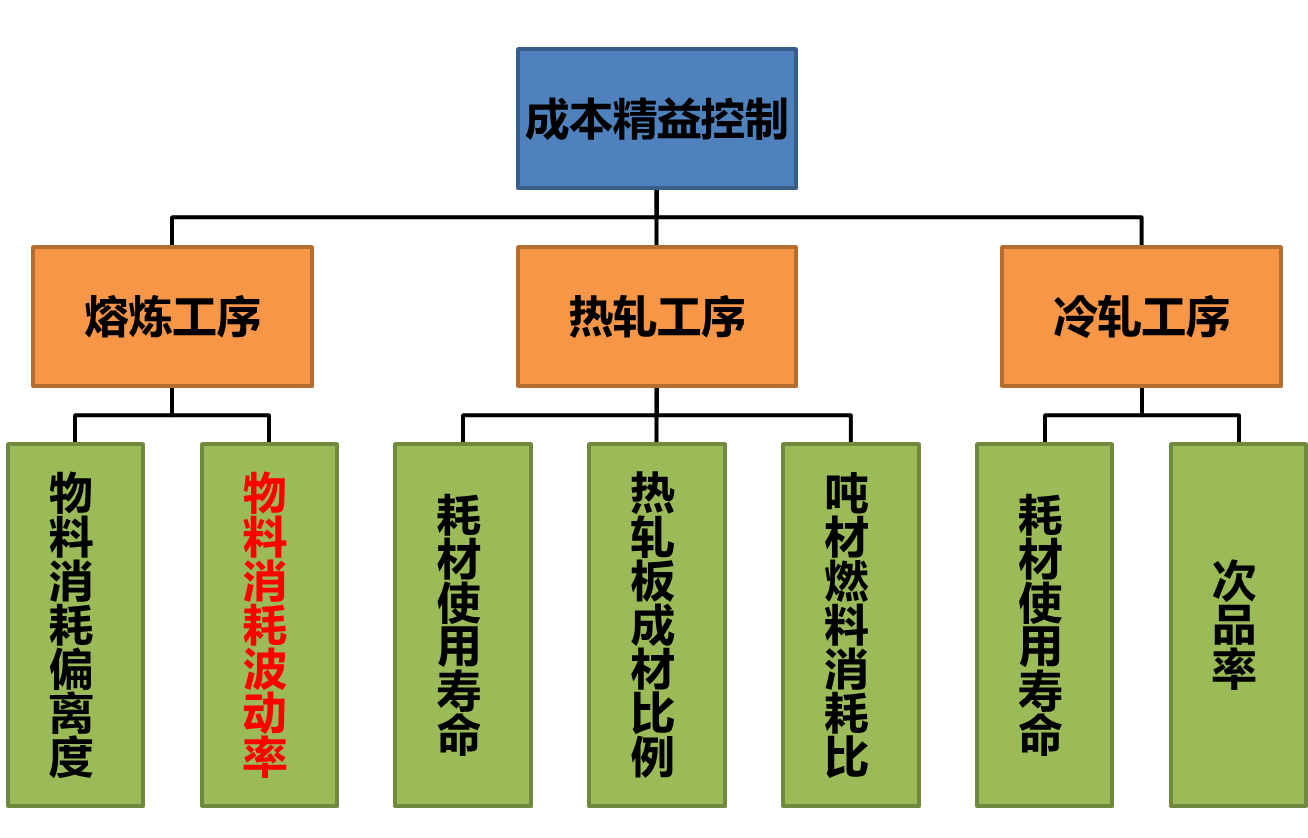 成本精益控制
熔炼工序
热轧工序
冷轧工序
物料消耗偏离度
物料消耗波动率
耗材使用寿命
热轧板成材比例
吨材燃料消耗比
耗材使用寿命
次品率